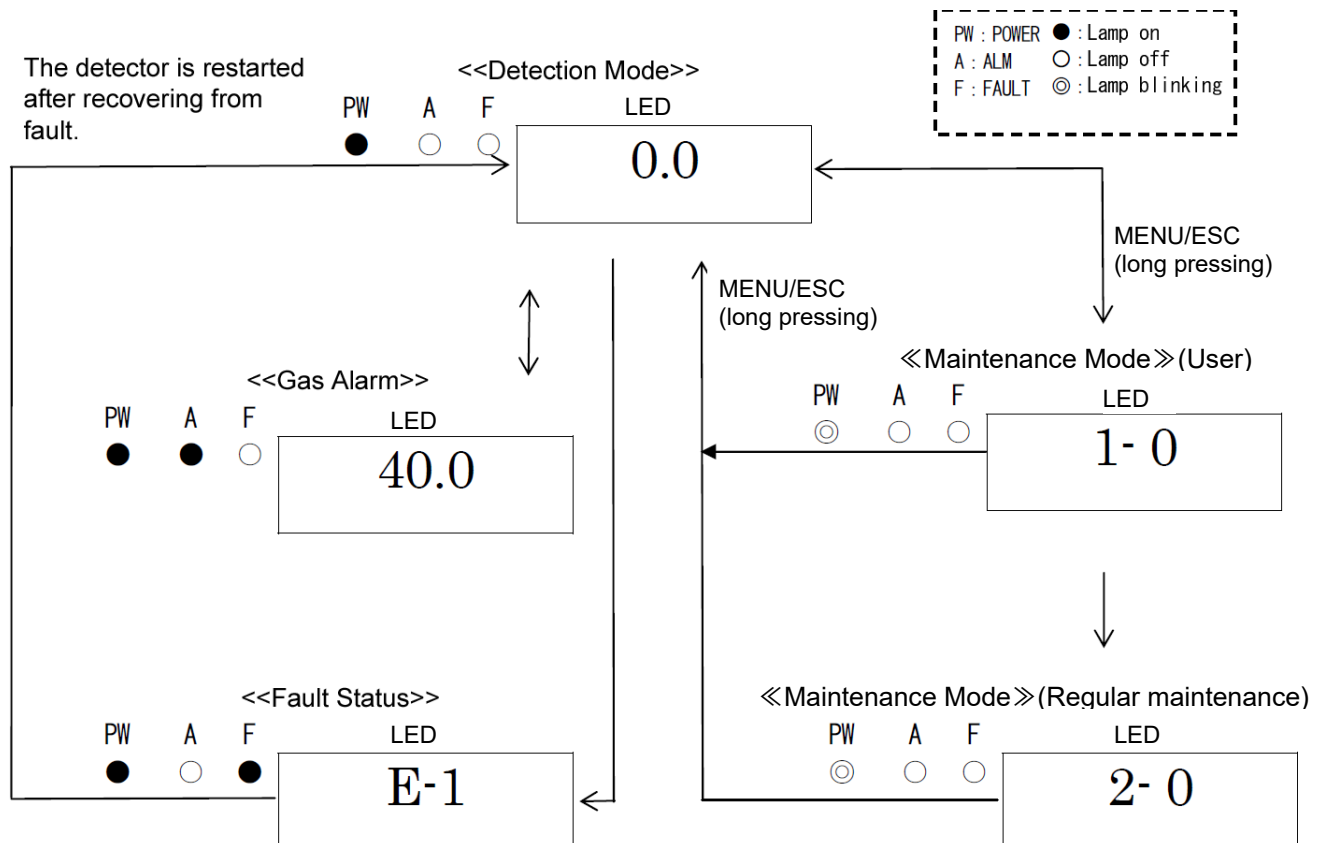 PW : POWER ● : Lamp on
A : ALM ○ : Lamp off
F : FAULT ◎ : Lamp blinking
The detector is restarted
after recovering from
fault.
<<Detection Mode>>
PW A F
LED
● ○ ○
0.0
MENU/ESC
(long pressing)
MENU/ESC
(long pressing)
<<Gas Alarm>>
PW A F
LED
● ● ○
40.0
≪Maintenance Mode≫(User)
PW A F
LED
◎ ○ ○
1- 0
<<Fault Status>>
PW A F
LED
● ○ ●
E-1
≪Maintenance Mode≫(Regular maintenance)
PW A F
LED
◎ ○ ○
2- 0